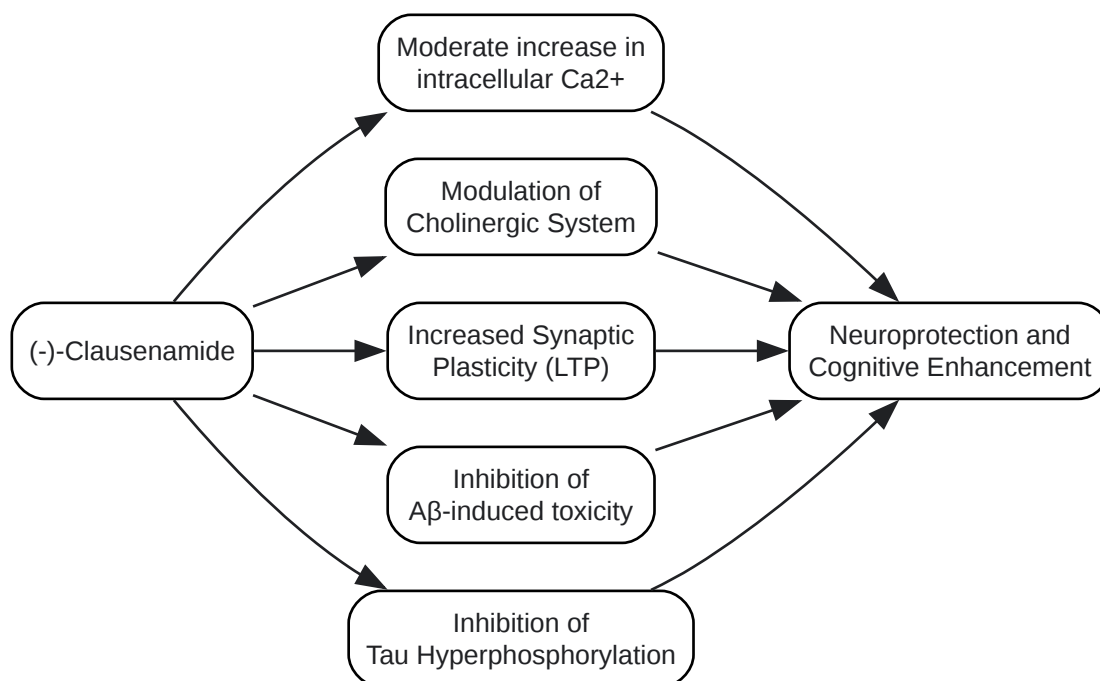 Moderate increase in
intracellular Ca2+
Modulation of
Cholinergic System
(-)-Clausenamide
Increased Synaptic
Plasticity (LTP)
Neuroprotection and
Cognitive Enhancement
Inhibition of
Aβ-induced toxicity
Inhibition of
Tau Hyperphosphorylation